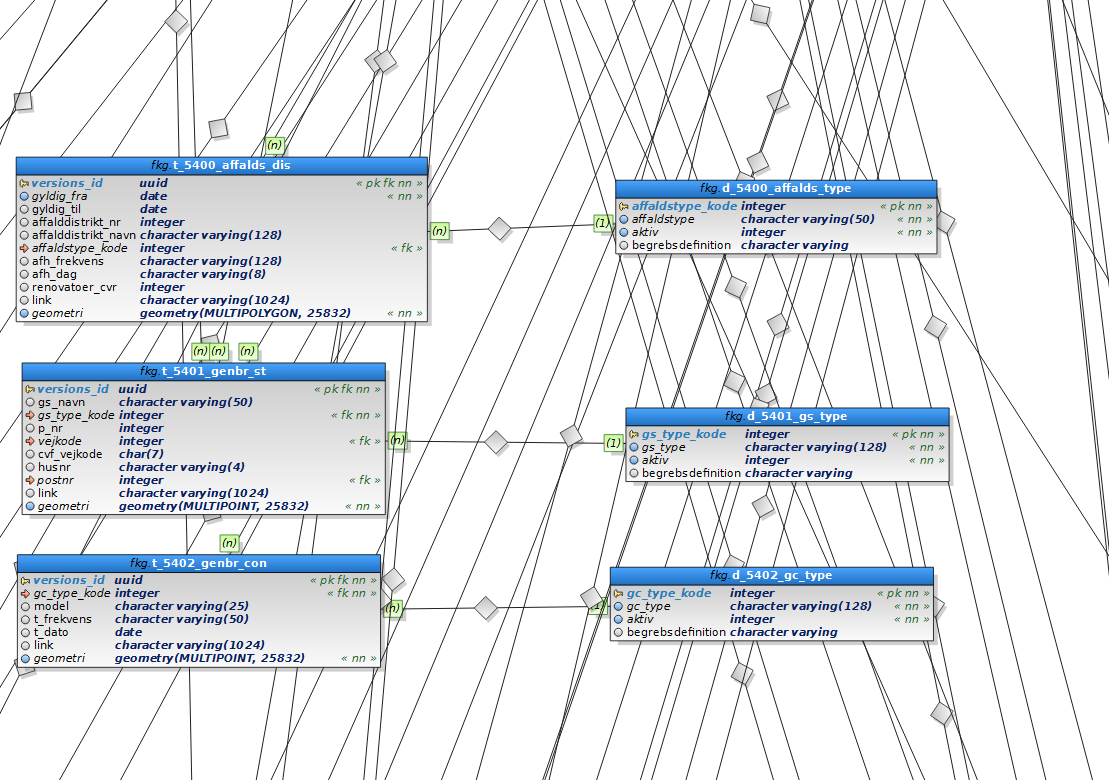 (n)
fkg.t_5400_affalds_dis
versions_id uuid « pk fk nn »
gyldig_fra date « nn »
gyldig_til date
affalddistrikt_nr integer
affalddistrikt_navn character varying(128)
affaldstype_kode integer « fk »
afh_frekvens character varying(128)
afh_dag character varying(8)
renovatoer_cvr integer
link character varying(1024)
geometri geometry(MULTIPOLYGON, 25832) « nn »
(n)
(1)
fkg.d_5400_affalds_type
affaldstype_kode integer « pk nn »
affaldstype character varying(50) « nn »
aktiv integer « nn »
begrebsdefinition character varying
(n) (n) (n)
fkg.t_5401_genbr_st
versions_id uuid « pk fk nn »
gs_navn character varying(50)
gs_type_kode integer « fk nn »
p_nr integer
vejkode integer « fk »
cvf_vejkode char(7)
husnr character varying(4)
postnr integer « fk »
link character varying(1024)
geometri geometry(MULTIPOINT, 25832) « nn »
(n)
(1)
fkg.d_5401_gs_type
gs_type_kode integer « pk nn »
gs_type character varying(128) « nn »
aktiv integer « nn »
begrebsdefinition character varying
(n)
fkg.t_5402_genbr_con
versions_id uuid « pk fk nn »
gc_type_kode integer « fk nn »
model character varying(25)
t_frekvens character varying(50)
t_dato date
link character varying(1024)
geometri geometry(MULTIPOINT, 25832) « nn »
(n)
(1)
fkg.d_5402_gc_type
gc_type_kode integer « pk nn »
gc_type character varying(128) « nn »
aktiv integer « nn »
begrebsdefinition character varying